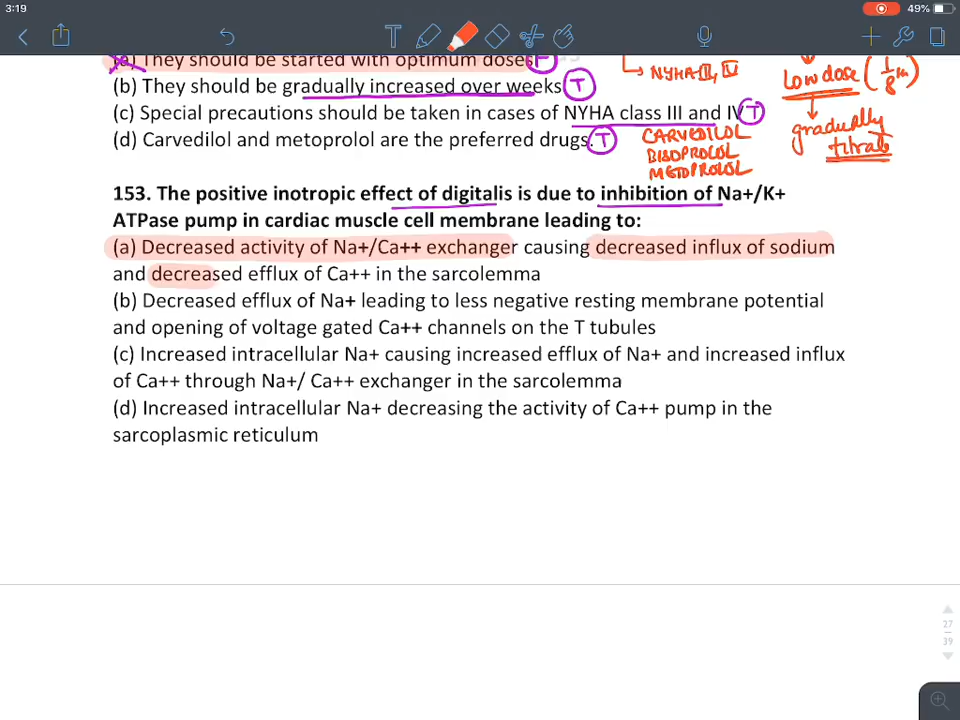 3:19
49%
(a) They should be started with optimum doses F
(b) They should be gradually increased over weeks T
(c) Special precautions should be taken in cases of NYHA class III and IV T
(d) Carvedilol and metoprolol are the preferred drugs. T
NYHA-III, IV
CARVEDILOL
BISOPROLOL
METOPROLOL
Low dose (1/8
gradually
titrate
153. The positive inotropic effect of digitalis is due to inhibition of Na+/K+
ATPase pump in cardiac muscle cell membrane leading to:
(a) Decreased activity of Na+/Ca++ exchanger causing decreased influx of sodium
and decreased efflux of Ca++ in the sarcolemma
(b) Decreased efflux of Na+ leading to less negative resting membrane potential
and opening of voltage gated Ca++ channels on the T tubules
(c) Increased intracellular Na+ causing increased efflux of Na+ and increased influx
of Ca++ through Na+/ Ca++ exchanger in the sarcolemma
(d) Increased intracellular Na+ decreasing the activity of Ca++ pump in the
sarcoplasmic reticulum
27
39